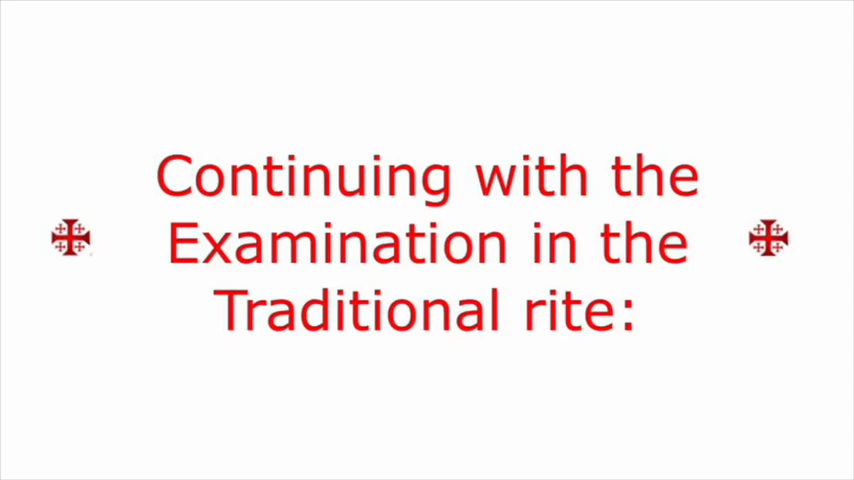 Continuing with the
Examination in the
Traditional rite: